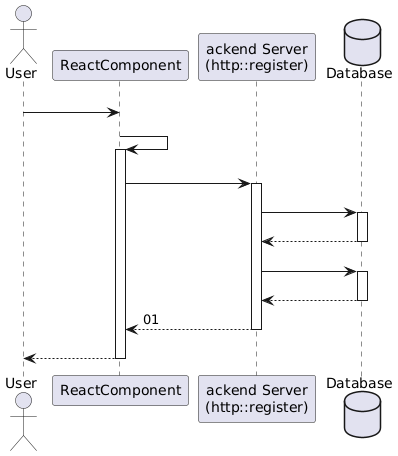 User
ReactComponent
ackend Server
(http::register)
Database
01
User
ReactComponent
ackend Server
(http::register)
Database